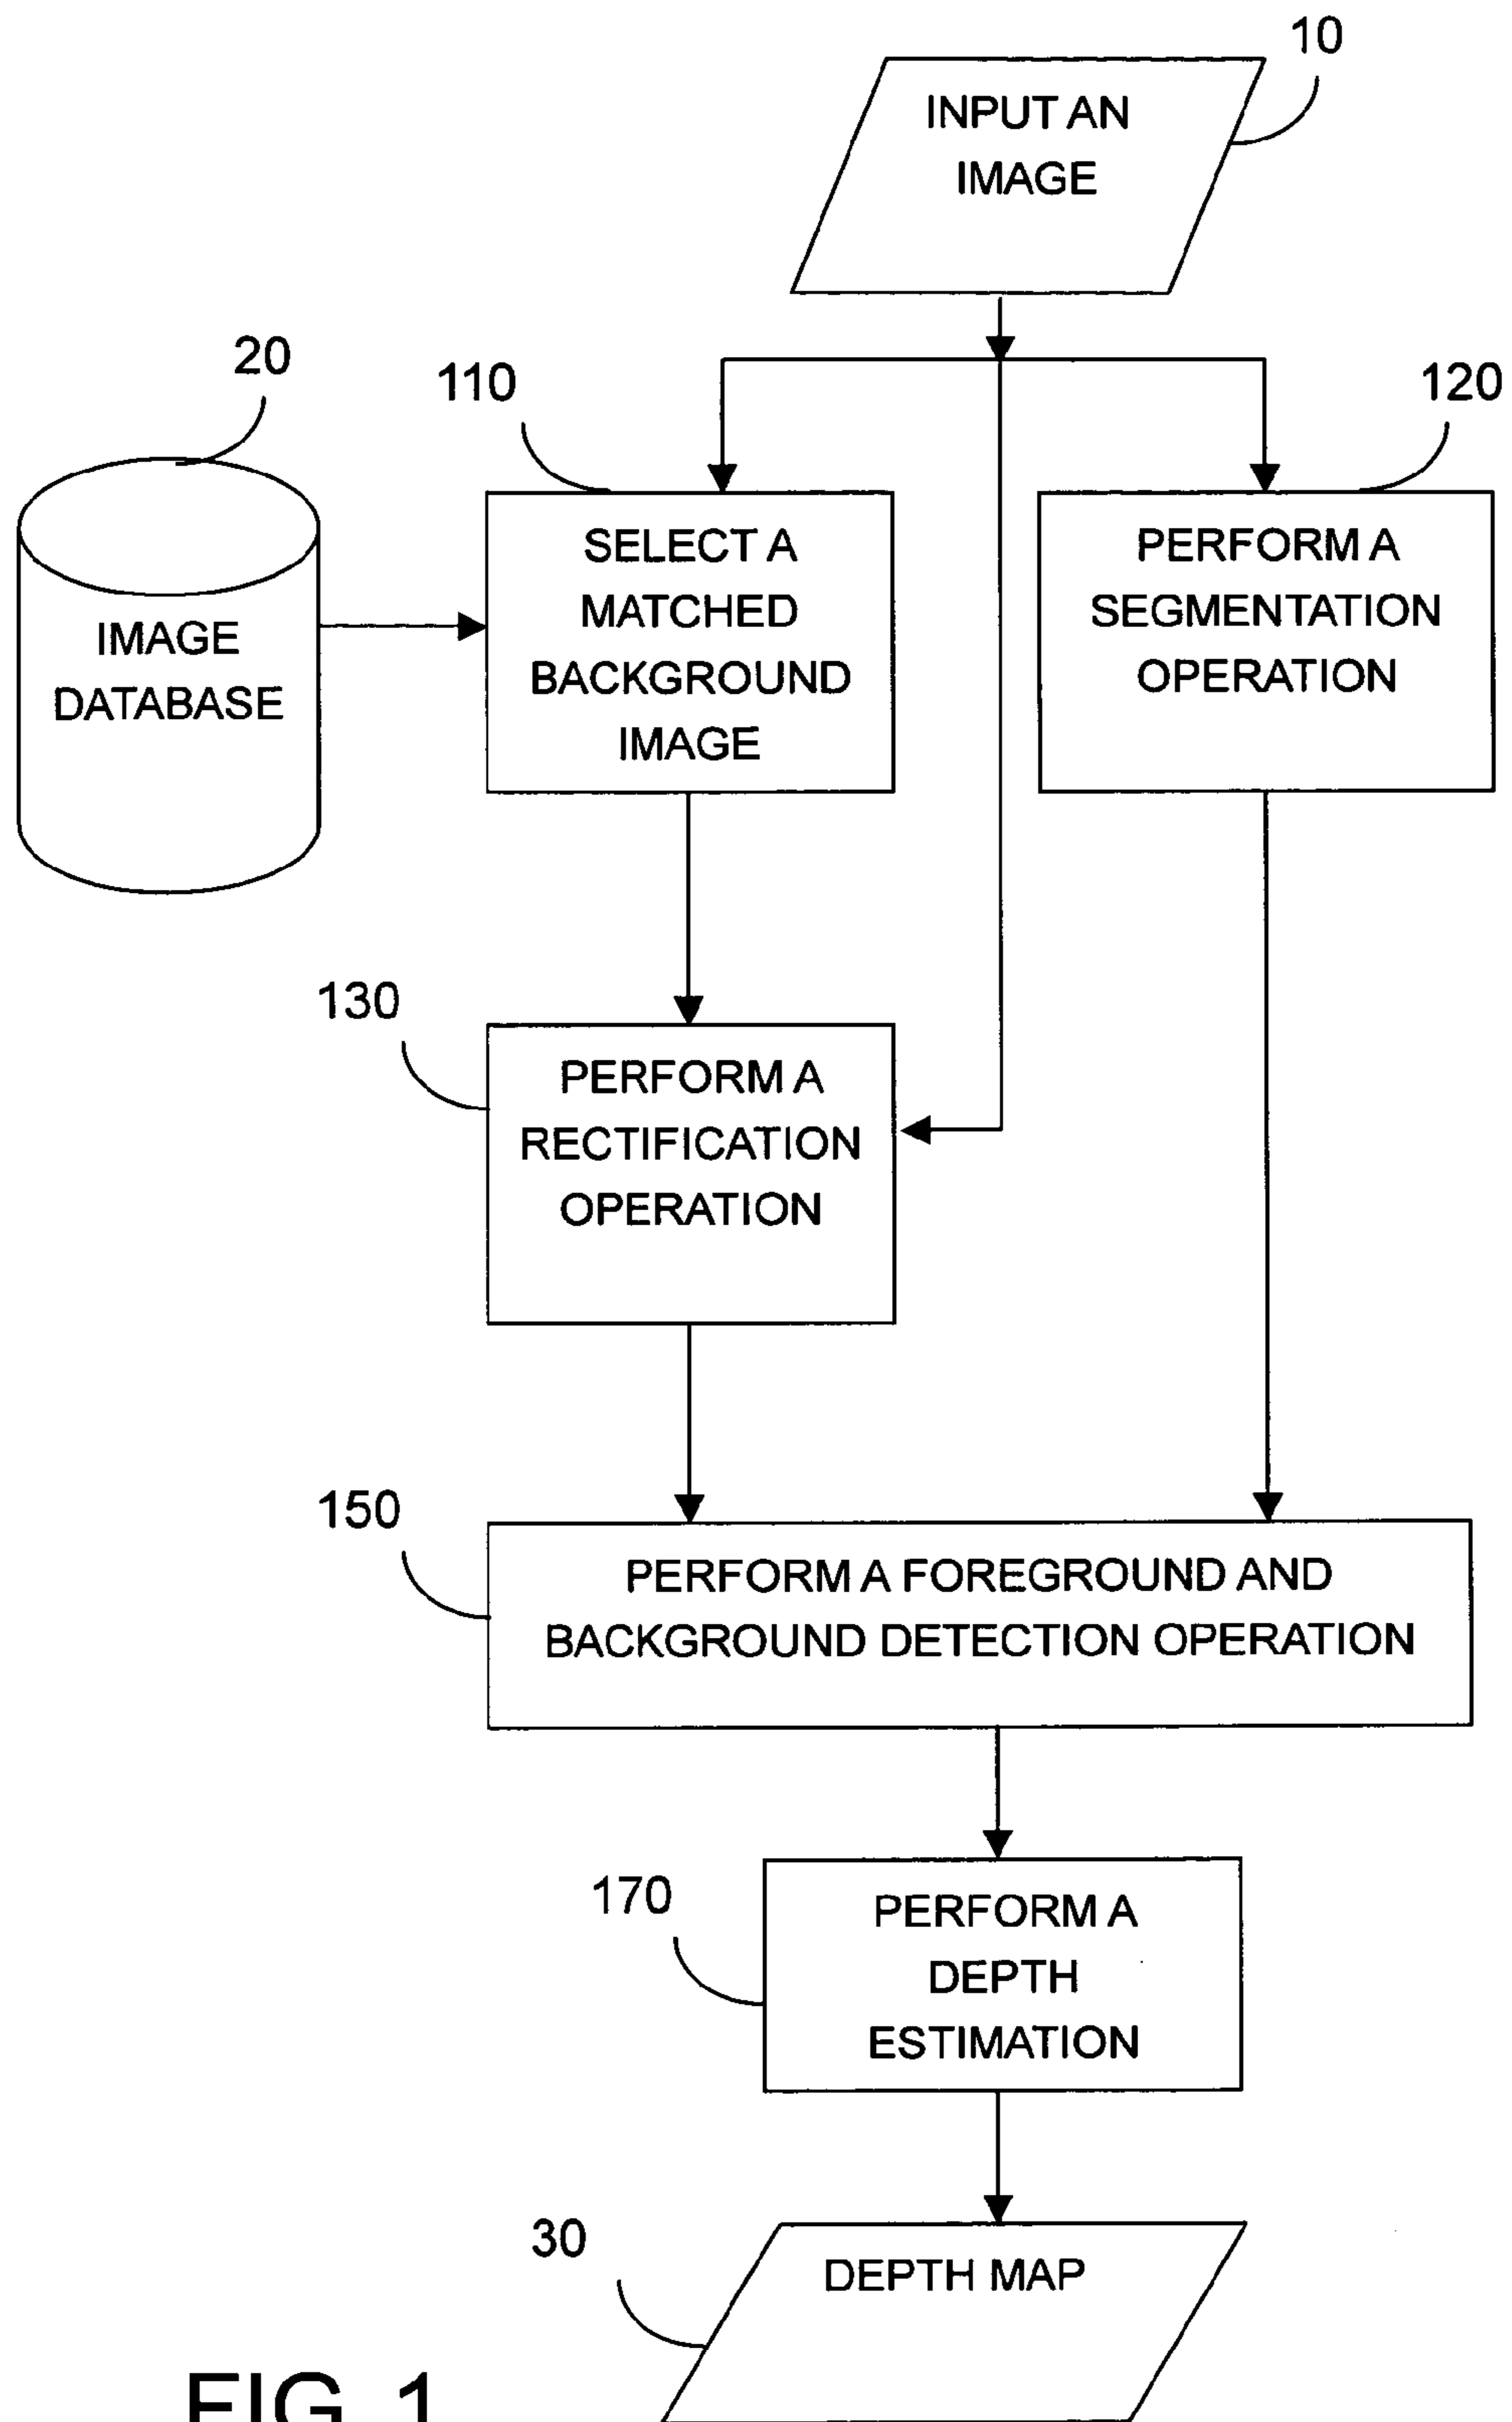 10
INPUT AN
IMAGE
20
110
120
IMAGE
DATABASE
SELECT A
MATCHED
BACKGROUND
IMAGE
PERFORM A
SEGMENTATION
OPERATION
130
PERFORM A
RECTIFICATION
OPERATION
150
PERFORM A FOREGROUND AND
BACKGROUND DETECTION OPERATION
170
PERFORM A
DEPTH
ESTIMATION
30
DEPTH MAP
FIG. 1